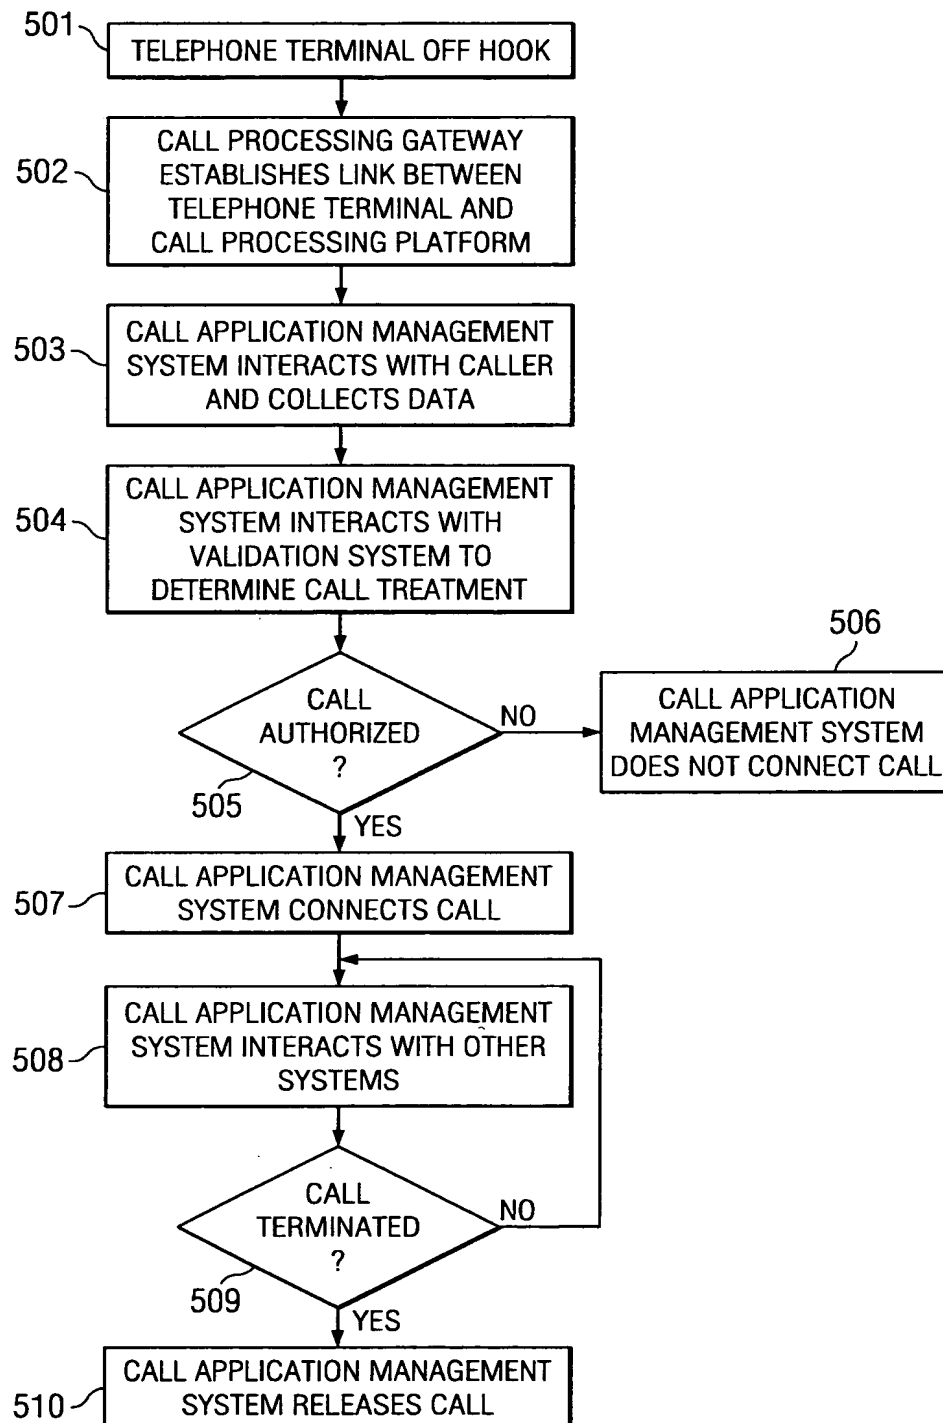 501
TELEPHONE TERMINAL OFF HOOK
502
CALL PROCESSING GATEWAY
ESTABLISHES LINK BETWEEN
TELEPHONE TERMINAL AND
CALL PROCESSING PLATFORM
503
CALL APPLICATION MANAGEMENT
SYSTEM INTERACTS WITH CALLER
AND COLLECTS DATA
504
CALL APPLICATION MANAGEMENT
SYSTEM INTERACTS WITH
VALIDATION SYSTEM TO
DETERMINE CALL TREATMENT
505
CALL
AUTHORIZED
?
NO
506
CALL APPLICATION
MANAGEMENT SYSTEM
DOES NOT CONNECT CALL
YES
507
CALL APPLICATION MANAGEMENT
SYSTEM CONNECTS CALL
508
CALL APPLICATION MANAGEMENT
SYSTEM INTERACTS WITH OTHER
SYSTEMS
509
CALL
TERMINATED
?
NO
YES
510
CALL APPLICATION MANAGEMENT
SYSTEM RELEASES CALL